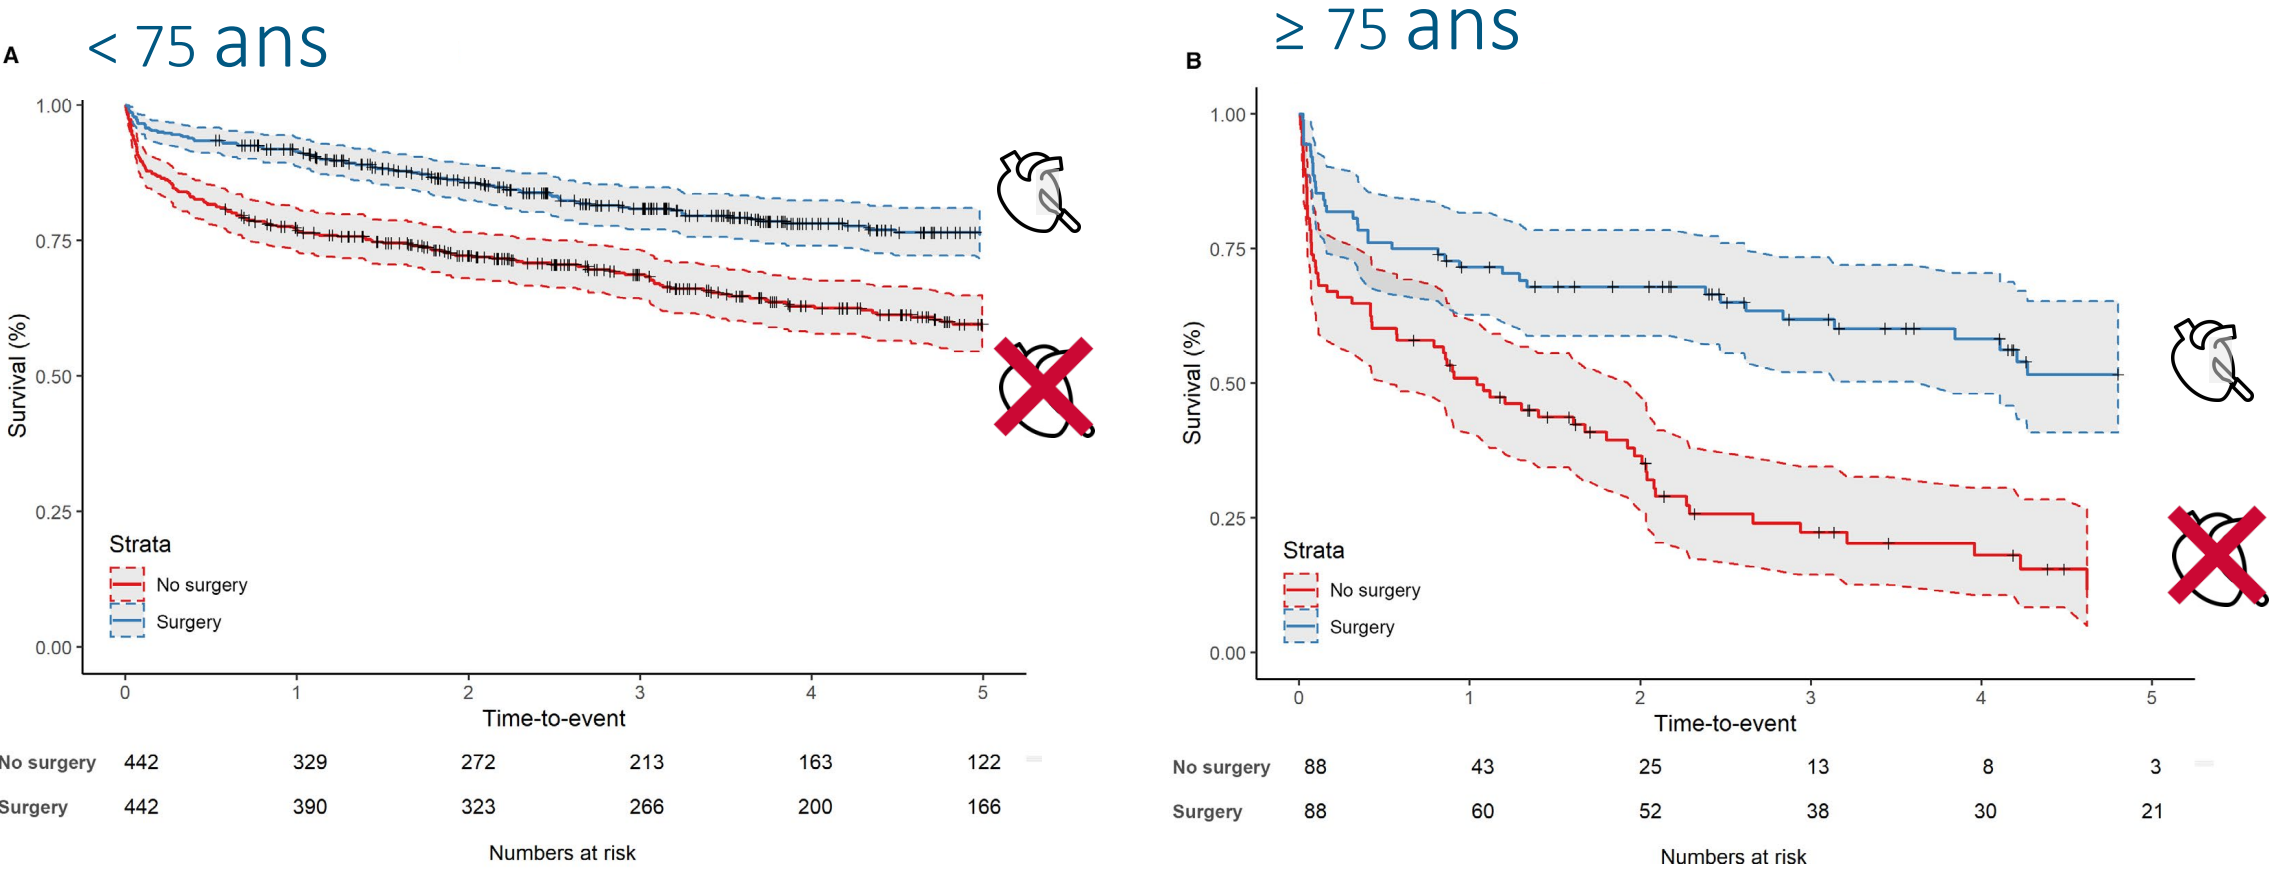 A
< 75 ans
1.00
0.75
0.50
0.25
0.00
Survival (%)
Strata
No surgery
Surgery
0 1 2 3 4 5
Time-to-event
No surgery 442 329 272 213 163 122
Surgery 442 390 323 266 200 166
Numbers at risk
B
≥ 75 ans
1.00
0.75
0.50
0.25
0.00
Survival (%)
Strata
No surgery
Surgery
0 1 2 3 4 5
Time-to-event
No surgery 88 43 25 13 8 3
Surgery 88 60 52 38 30 21
Numbers at risk